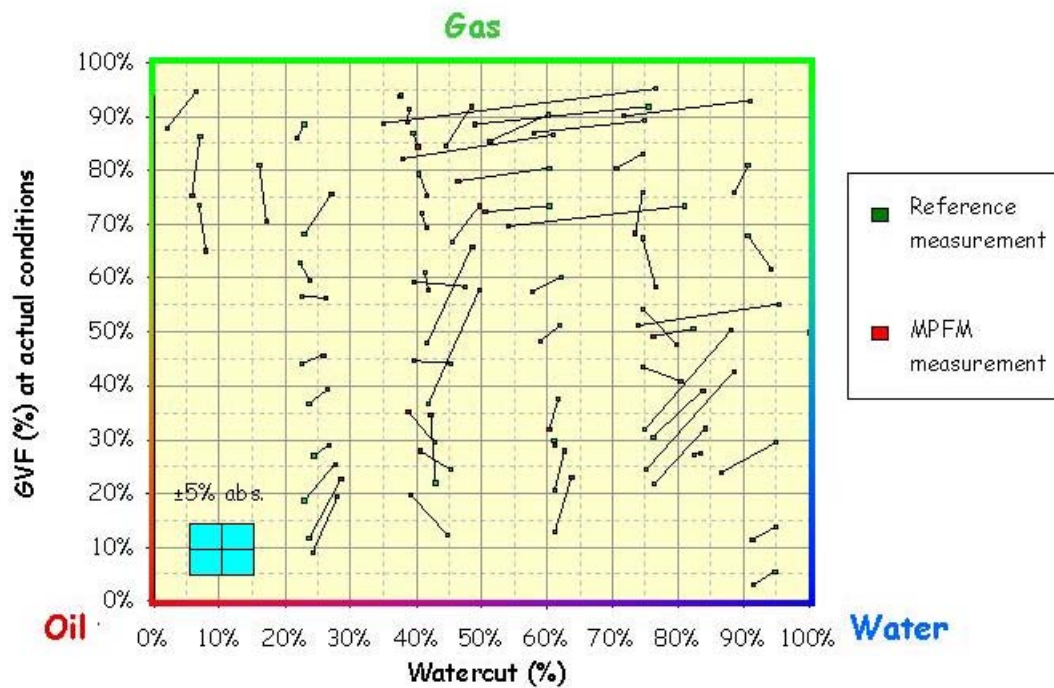 Gas
100%
90%
80%
70%
60%
50%
40%
30%
20%
10%
0%
GVF (%) at actual conditions
±5% abs.
Oil
0% 10% 20% 30% 40% 50% 60% 70% 80% 90% 100%
Water
Watercut (%)
Reference
measurement
MPFM
measurement